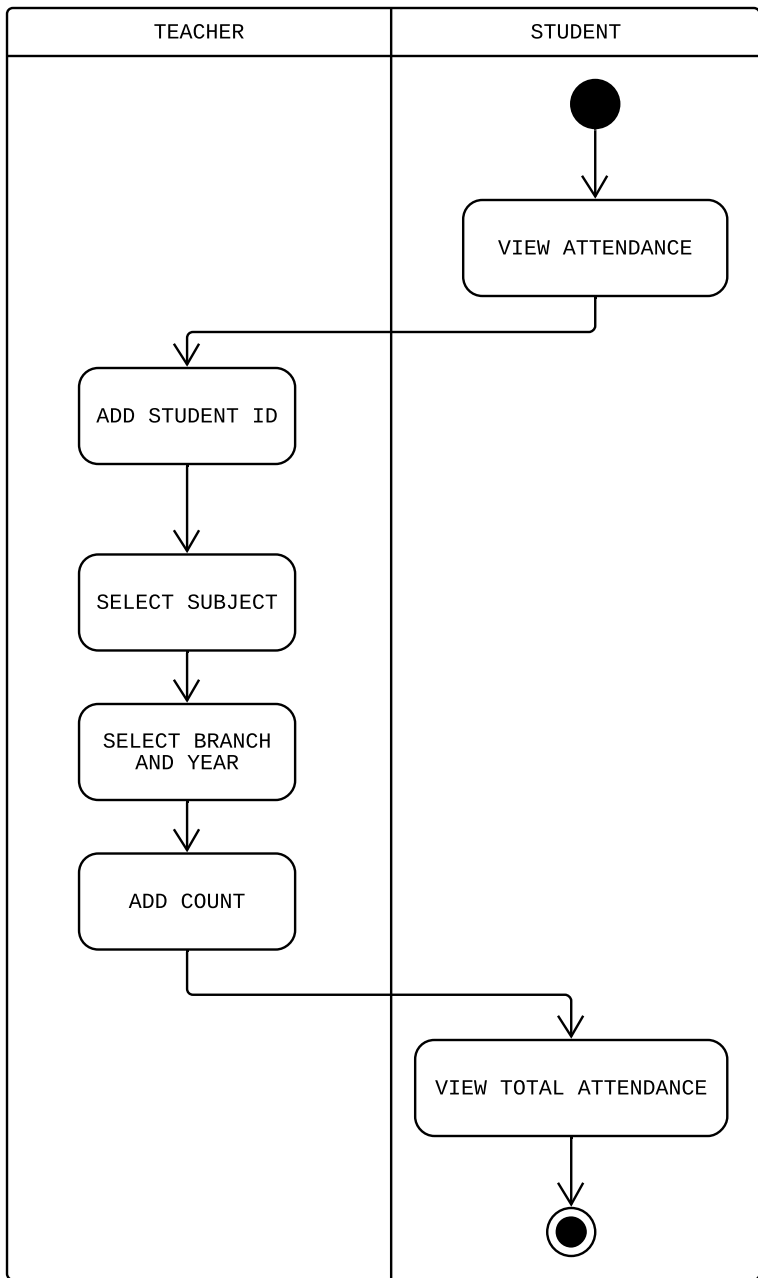 TEACHER
STUDENT
VIEW ATTENDANCE
ADD STUDENT ID
SELECT SUBJECT
SELECT BRANCH
AND YEAR
ADD COUNT
VIEW TOTAL ATTENDANCE